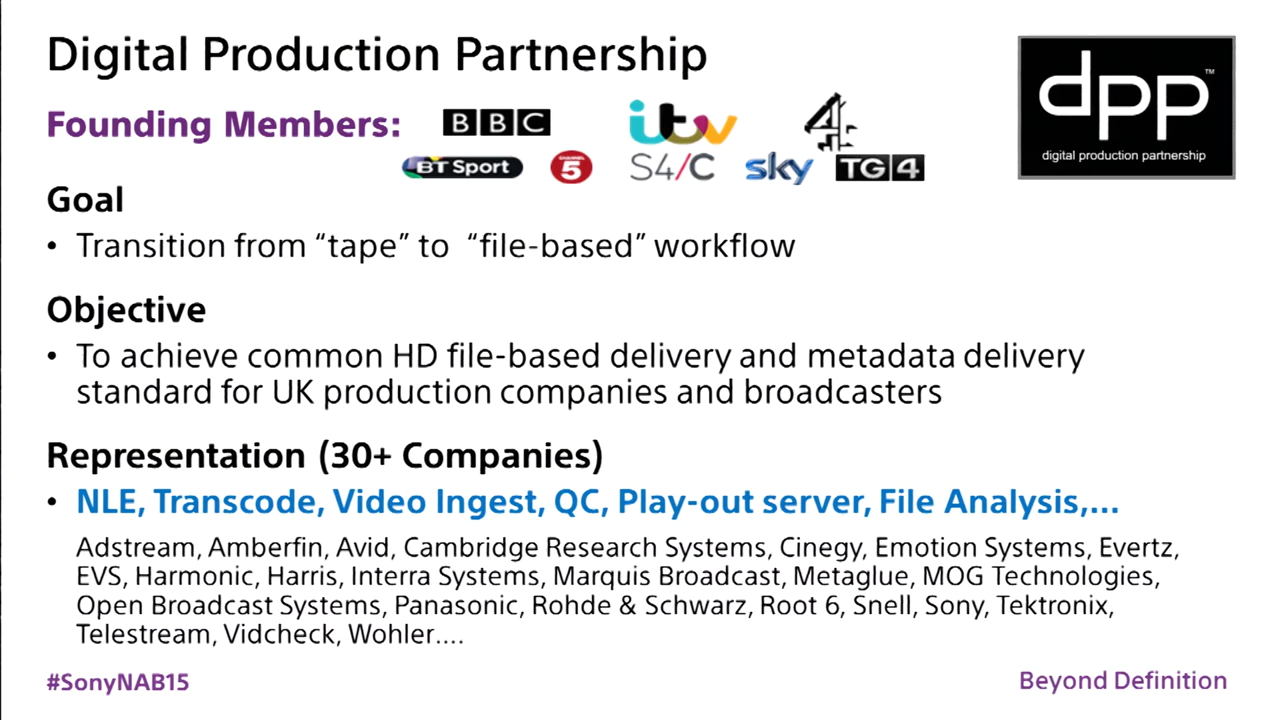 Digital Production Partnership
dpp™
digital production partnership
Founding Members: BBC itv 4
BT Sport CHANNEL 5 S4/C sky TG4
Goal
• Transition from “tape” to “file-based” workflow
Objective
• To achieve common HD file-based delivery and metadata delivery
standard for UK production companies and broadcasters
Representation (30+ Companies)
• NLE, Transcode, Video Ingest, QC, Play-out server, File Analysis,...
Adstream, Amberfin, Avid, Cambridge Research Systems, Cinegy, Emotion Systems, Evertz,
EVS, Harmonic, Harris, Interra Systems, Marquis Broadcast, Metaglue, MOG Technologies,
Open Broadcast Systems, Panasonic, Rohde & Schwarz, Root 6, Snell, Sony, Tektronix,
Telestream, Vidcheck, Wohler....
#SonyNAB15
Beyond Definition